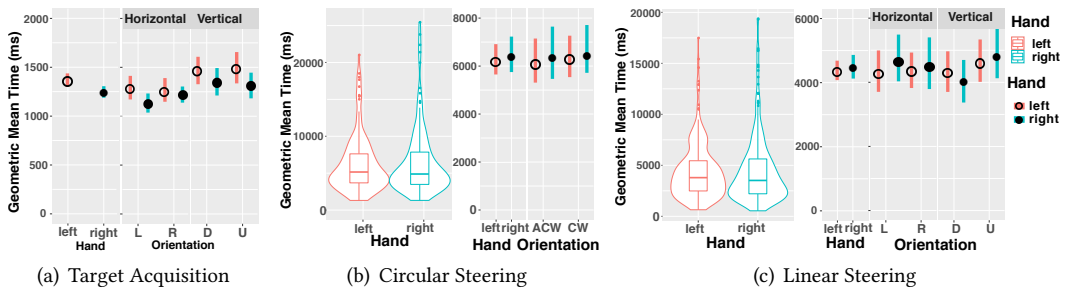 Geometric Mean Time (ms)
2000
1500
1000
500
0
Horizontal Vertical
left right L R D U
Hand Orientation
(a) Target Acquisition
Geometric Mean Time (ms)
20000
10000
0
left right
Hand
8000
6000
4000
2000
0
left right ACW CW
Hand Orientation
(b) Circular Steering
Geometric Mean Time (ms)
20000
15000
10000
5000
0
left right
Hand
6000
4000
2000
0
Horizontal Vertical
left right L R D U
Hand Orientation
(c) Linear Steering
Hand
left
right
Hand
left
right